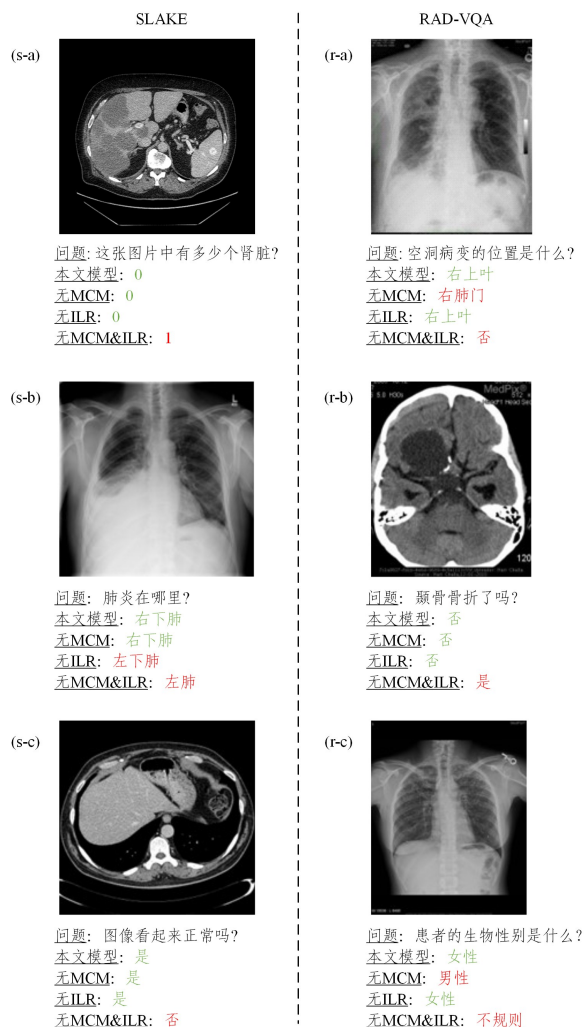 SLAKE
(s-a)
问题: 这张图片中有多少个肾脏?
本文模型: 0
无MCM: 0
无ILR: 0
无MCM&ILR: 1
(s-b)
L
问题: 肺炎在哪里?
本文模型: 右下肺
无MCM: 右下肺
无ILR: 左下肺
无MCM&ILR: 左肺
(s-c)
问题: 图像看起来正常吗?
本文模型: 是
无MCM: 是
无ILR: 是
无MCM&ILR: 否
RAD-VQA
(r-a)
问题: 空洞病变的位置是什么?
本文模型: 右上叶
无MCM: 右肺门
无ILR: 右上叶
无MCM&ILR: 否
(r-b)
MedPix®
120
问题: 颞骨骨折了吗?
本文模型: 否
无MCM: 否
无ILR: 否
无MCM&ILR: 是
(r-c)
问题: 患者的生物性别是什么?
本文模型: 女性
无MCM: 男性
无ILR: 女性
无MCM&ILR: 不规则